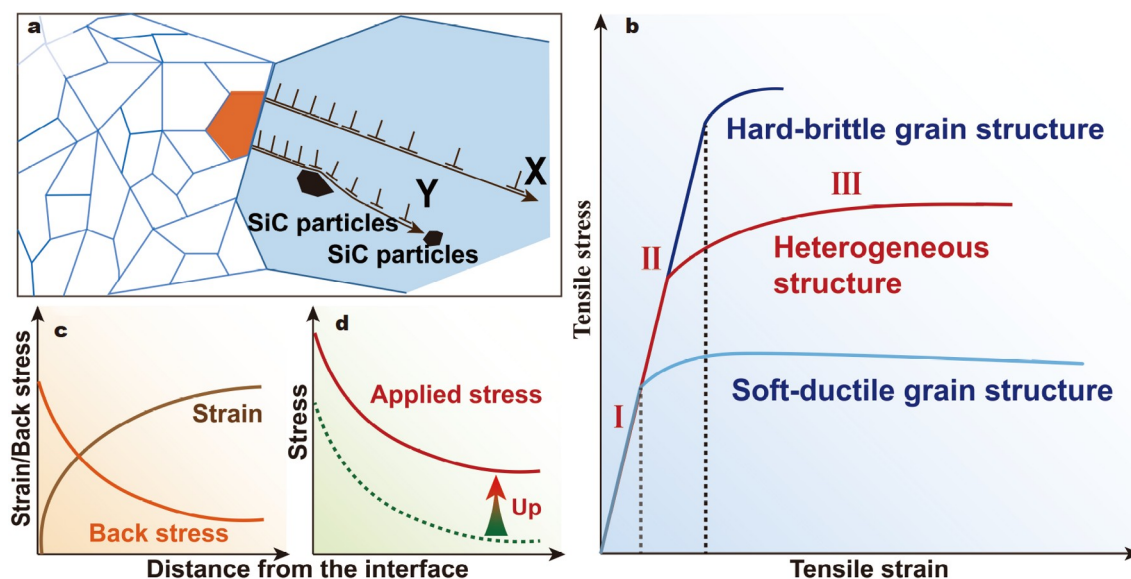 a
X
Y
SiC particles
SiC particles
b
Tensile stress
Hard-brittle grain structure
III
II
Heterogeneous
structure
Soft-ductile grain structure
I
Tensile strain
c
Strain/Back stress
Strain
Back stress
d
Stress
Applied stress
Up
Distance from the interface